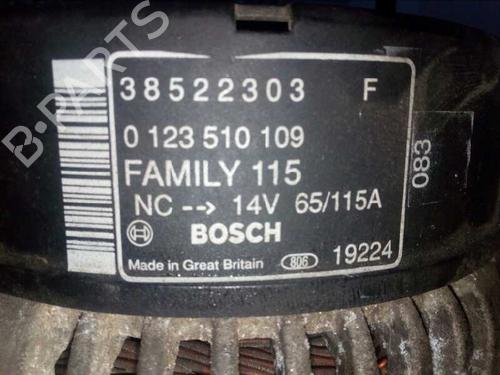 B-PARTS
38522303 F
0 123 510 109
FAMILY 115
NC --> 14V 65/115A
BOSCH
Made in Great Britain 806 19224
083